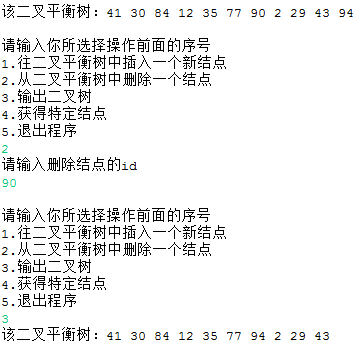 该二叉平衡树：41 30 84 12 35 77 90 2 29 43 94
请输入你所选择操作前面的序号
1.往二叉平衡树中插入一个新结点
2.从二叉平衡树中删除一个结点
3.输出二叉树
4.获得特定结点
5.退出程序
2
请输入删除结点的id
90
请输入你所选择操作前面的序号
1.往二叉平衡树中插入一个新结点
2.从二叉平衡树中删除一个结点
3.输出二叉树
4.获得特定结点
5.退出程序
3
该二叉平衡树：41 30 84 12 35 77 94 2 29 43